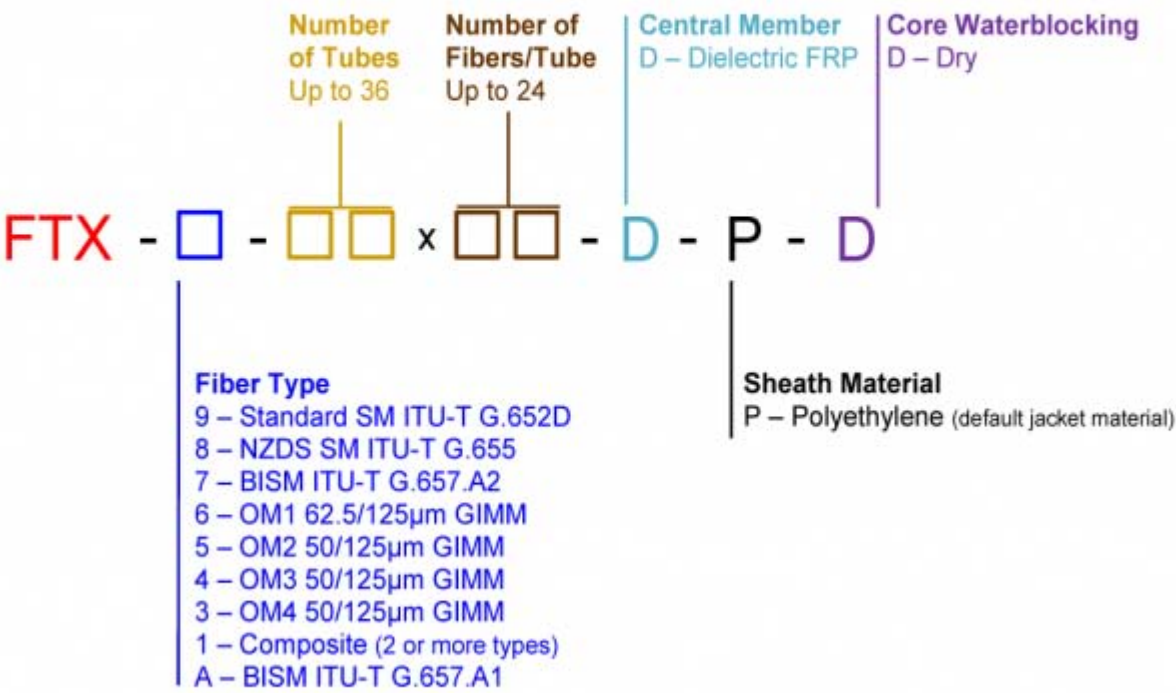 Number
of Tubes
Up to 36
Number of
Fibers/Tube
Up to 24
Central Member
D – Dielectric FRP
Core Waterblocking
D – Dry
FTX - □ - □□ x □□ - D - P - D
Fiber Type
9 – Standard SM ITU-T G.652D
8 – NZDS SM ITU-T G.655
7 – BISM ITU-T G.657.A2
6 – OM1 62.5/125µm GIMM
5 – OM2 50/125µm GIMM
4 – OM3 50/125µm GIMM
3 – OM4 50/125µm GIMM
1 – Composite (2 or more types)
A – BISM ITU-T G.657.A1
Sheath Material
P – Polyethylene (default jacket material)